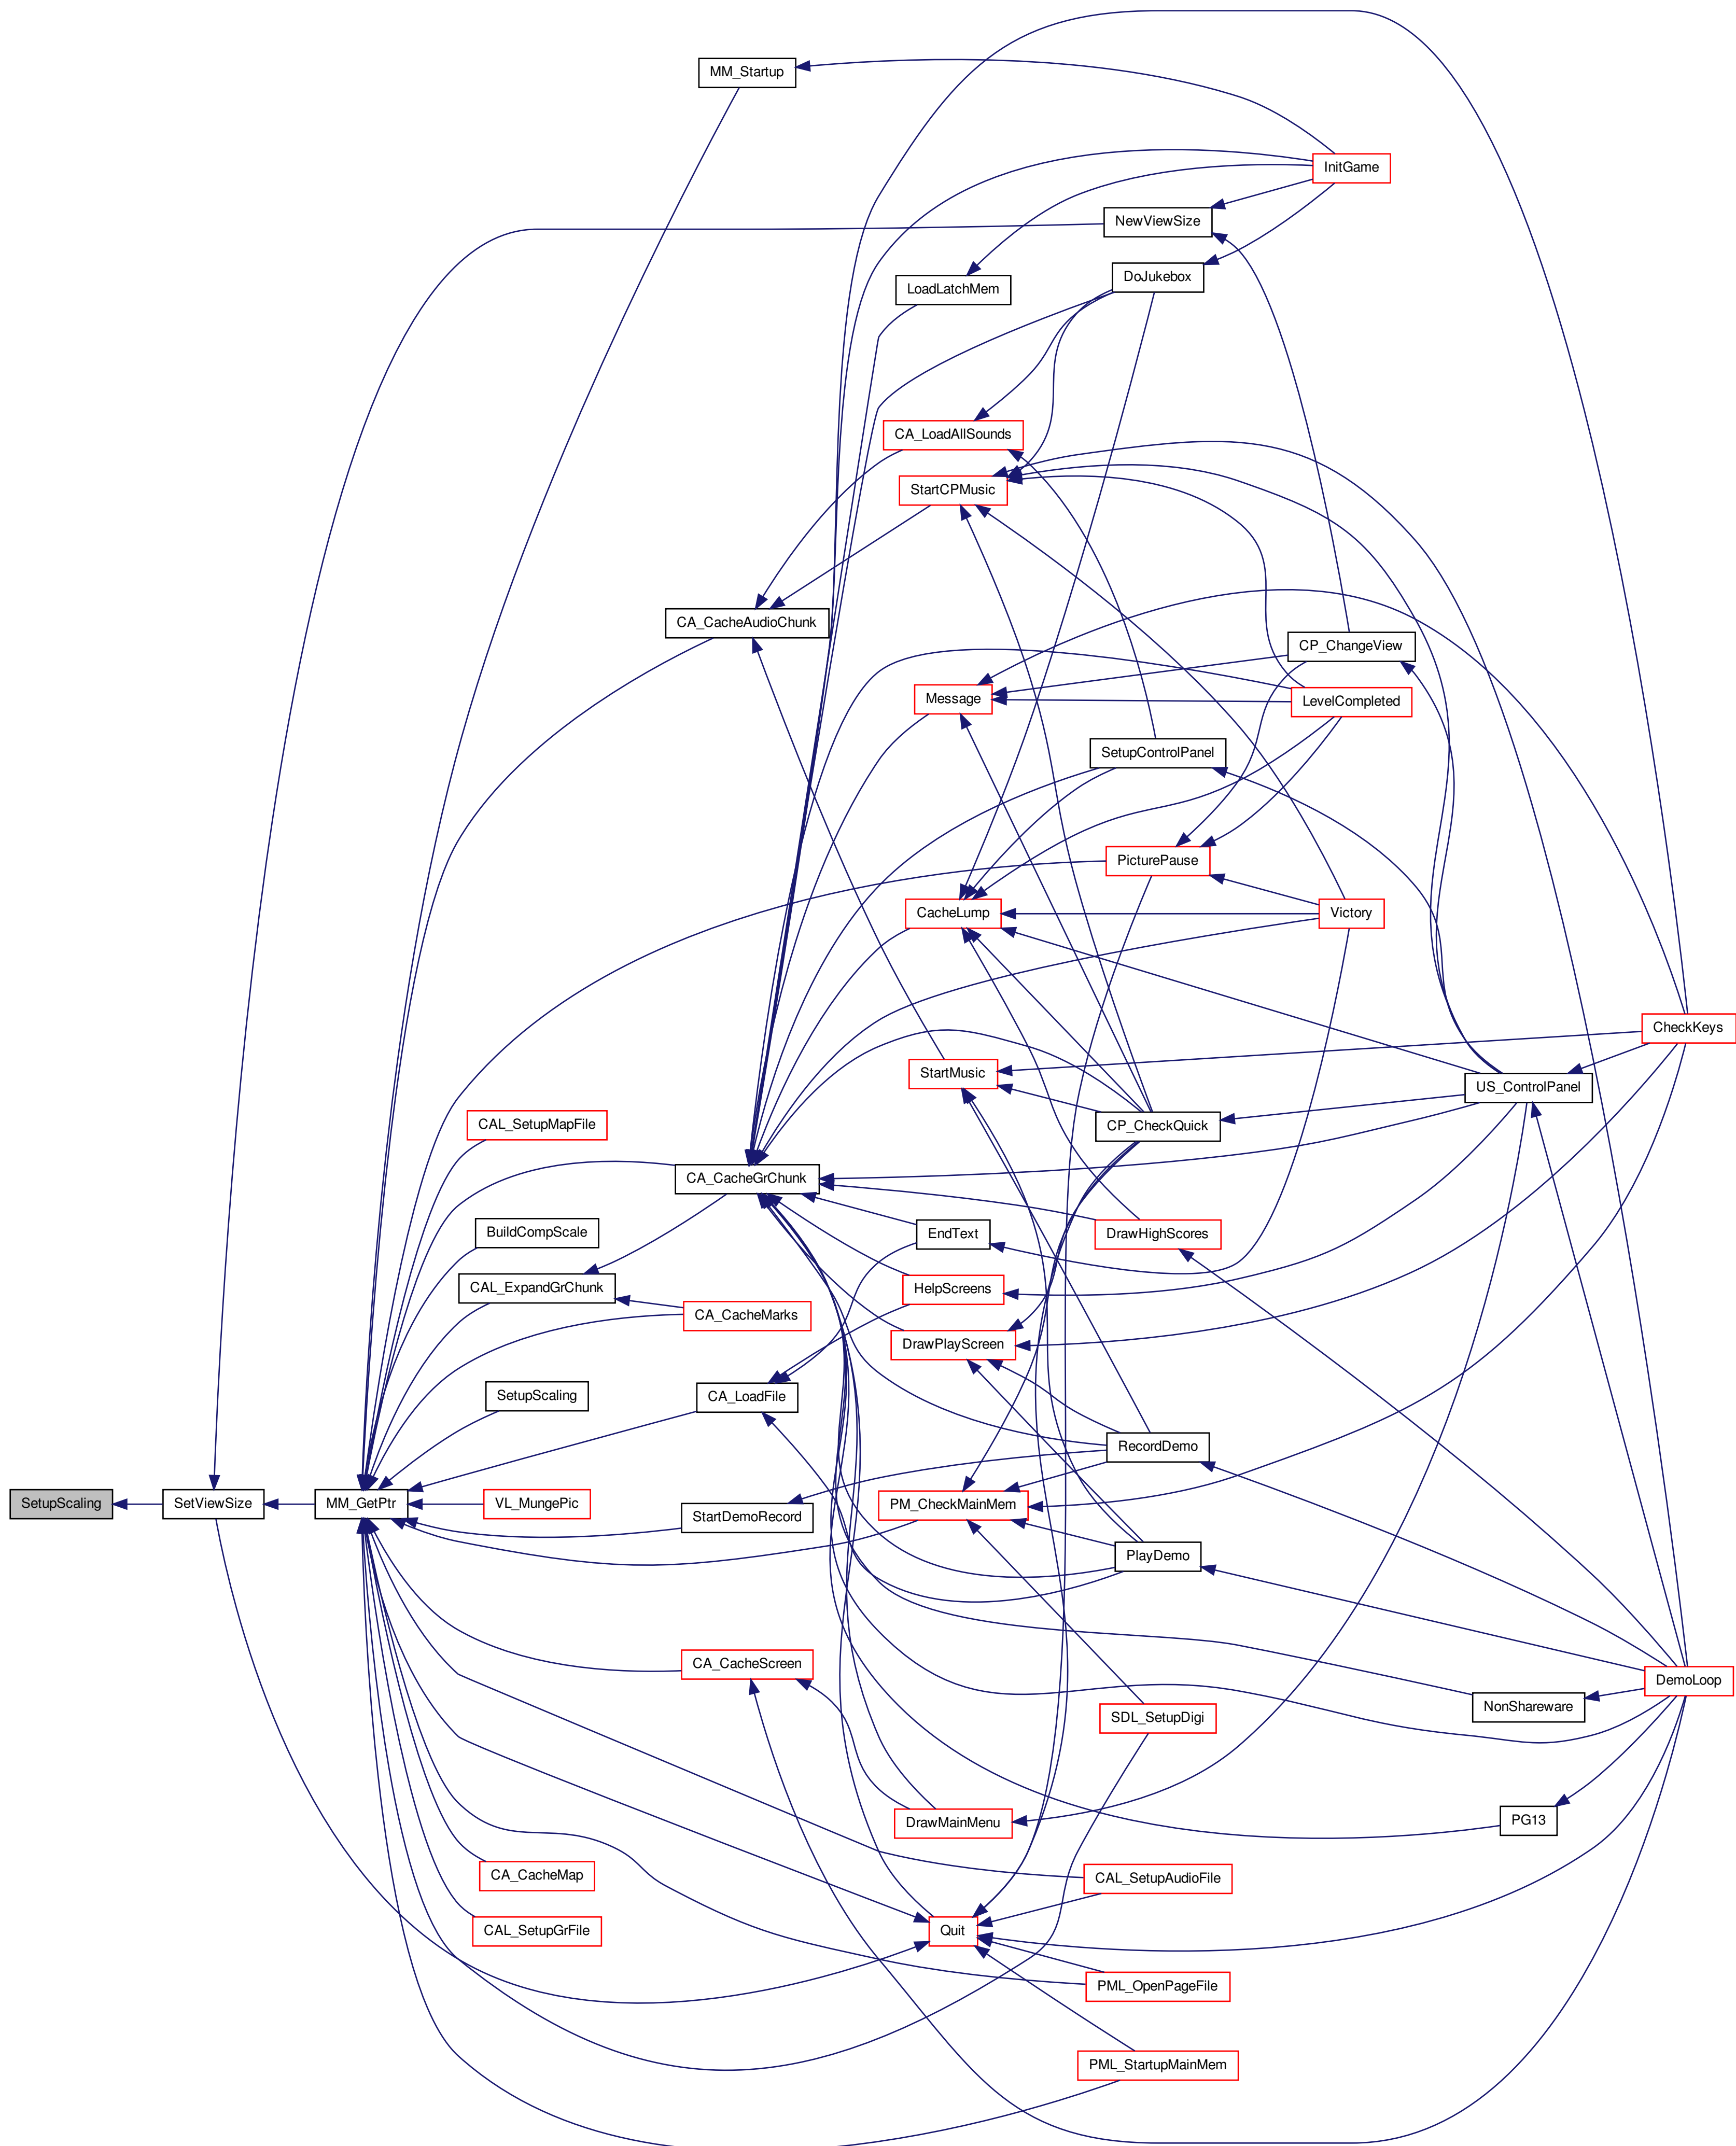 MM_Startup
InitGame
NewViewSize
DoJukebox
LoadLatchMem
CA_LoadAllSounds
StartCPMusic
CA_CacheAudioChunk
CP_ChangeView
Message
LevelCompleted
SetupControlPanel
PicturePause
CacheLump
Victory
CheckKeys
StartMusic
US_ControlPanel
CAL_SetupMapFile
CP_CheckQuick
CA_CacheGrChunk
BuildCompScale
EndText
DrawHighScores
CAL_ExpandGrChunk
HelpScreens
CA_CacheMarks
DrawPlayScreen
SetupScaling
CA_LoadFile
RecordDemo
SetupScaling
SetViewSize
MM_GetPtr
VL_MungePic
PM_CheckMainMem
StartDemoRecord
PlayDemo
CA_CacheScreen
DemoLoop
NonShareware
SDL_SetupDigi
DrawMainMenu
PG13
CA_CacheMap
CAL_SetupAudioFile
CAL_SetupGrFile
Quit
PML_OpenPageFile
PML_StartupMainMem